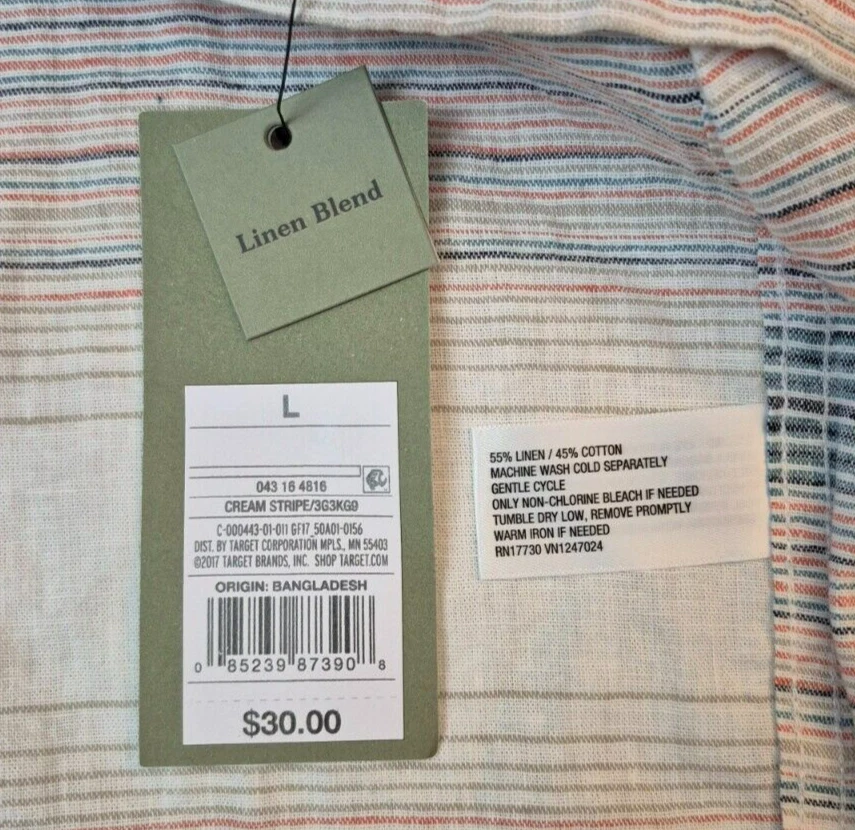 Linen Blend
L
043 16 4816
CREAM STRIPE/3G3KG9
C-000443-01-011 GF17_50A01-0156
DIST. BY TARGET CORPORATION MPLS., MN 55403
©2017 TARGET BRANDS, INC. SHOP TARGET.COM
ORIGIN: BANGLADESH
0 85239 87390 8
$30.00
55% LINEN / 45% COTTON
MACHINE WASH COLD SEPARATELY
GENTLE CYCLE
ONLY NON-CHLORINE BLEACH IF NEEDED
TUMBLE DRY LOW, REMOVE PROMPTLY
WARM IRON IF NEEDED
RN17730 VN1247024